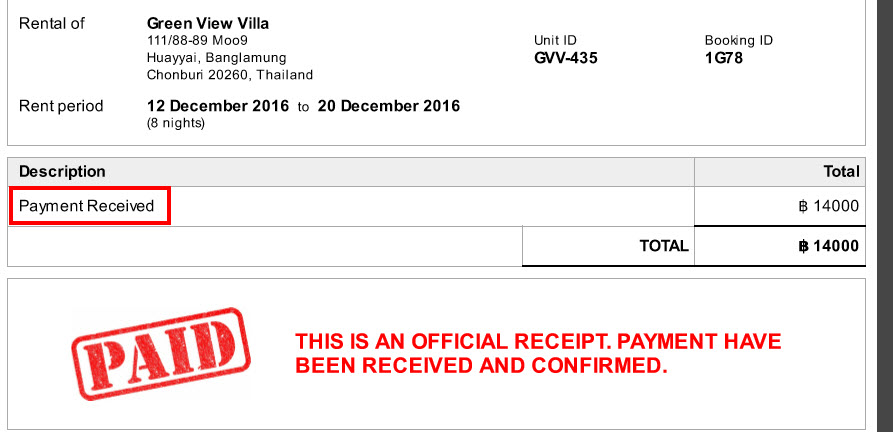 Rental of Green View Villa
111/88-89 Moo9 Unit ID Booking ID
Huayyai, Banglamung GVV-435 1G78
Chonburi 20260, Thailand
Rent period 12 December 2016 to 20 December 2016
(8 nights)
Description Total
Payment Received ฿ 14000
TOTAL ฿ 14000
PAID
THIS IS AN OFFICIAL RECEIPT. PAYMENT HAVE
BEEN RECEIVED AND CONFIRMED.